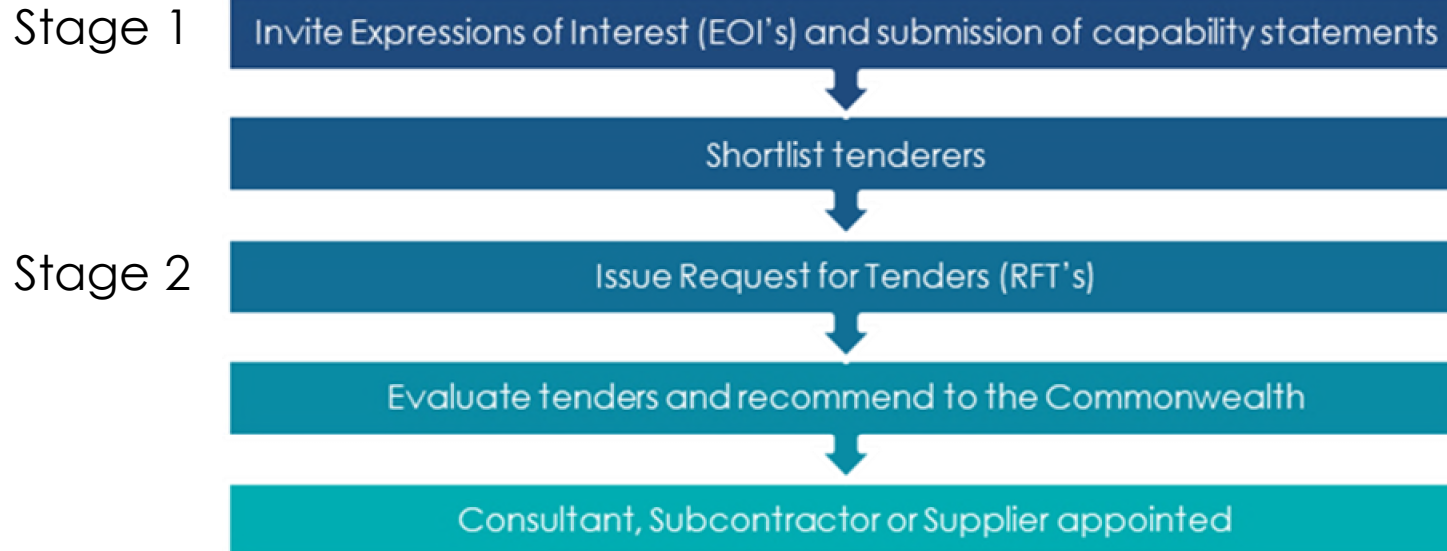 Stage 1
Invite Expressions of Interest (EOI's) and submission of capability statements
Shortlist tenderers
Stage 2
Issue Request for Tenders (RFT's)
Evaluate tenders and recommend to the Commonwealth
Consultant, Subcontractor or Supplier appointed